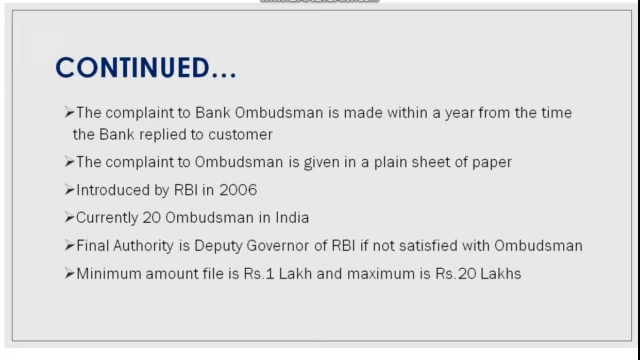 CONTINUED...
➢The complaint to Bank Ombudsman is made within a year from the time
the Bank replied to customer
➢The complaint to Ombudsman is given in a plain sheet of paper
➢Introduced by RBI in 2006
➢Currently 20 Ombudsman in India
➢Final Authority is Deputy Governor of RBI if not satisfied with Ombudsman
➢Minimum amount file is Rs.1 Lakh and maximum is Rs.20 Lakhs